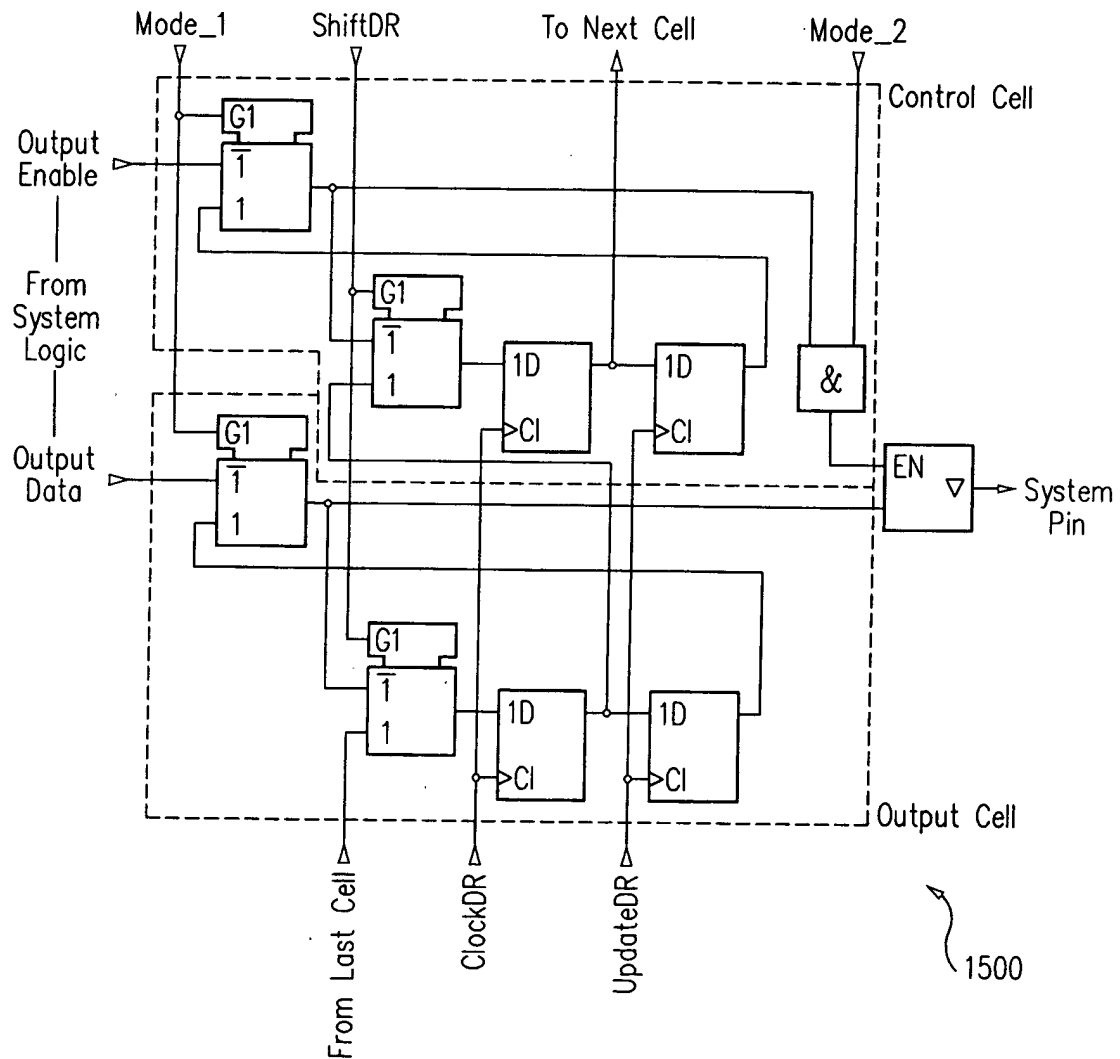 Mode_1
ShiftDR
To Next Cell
Mode_2
Control Cell
G1
Output
Enable
1
1
From
System
Logic
G1
1
1
1D
CI
1D
CI
&
G1
Output
Data
1
1
EN
System
Pin
G1
1
1
1D
CI
1D
CI
Output Cell
From Last Cell
ClockDR
UpdateDR
1500